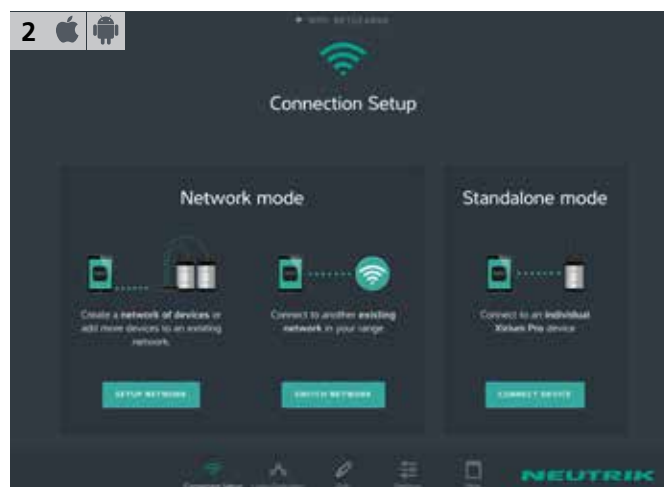 2
Connection Setup
Network mode
Standalone mode
Create a network of devices or
add more devices to an existing
network.
Connect to another existing
network in your range
Connect to an individual
Xirium Pro device
SETUP NETWORK
SWITCH NETWORK
CONNECT DEVICE
Connection Setup
NEUTRIK